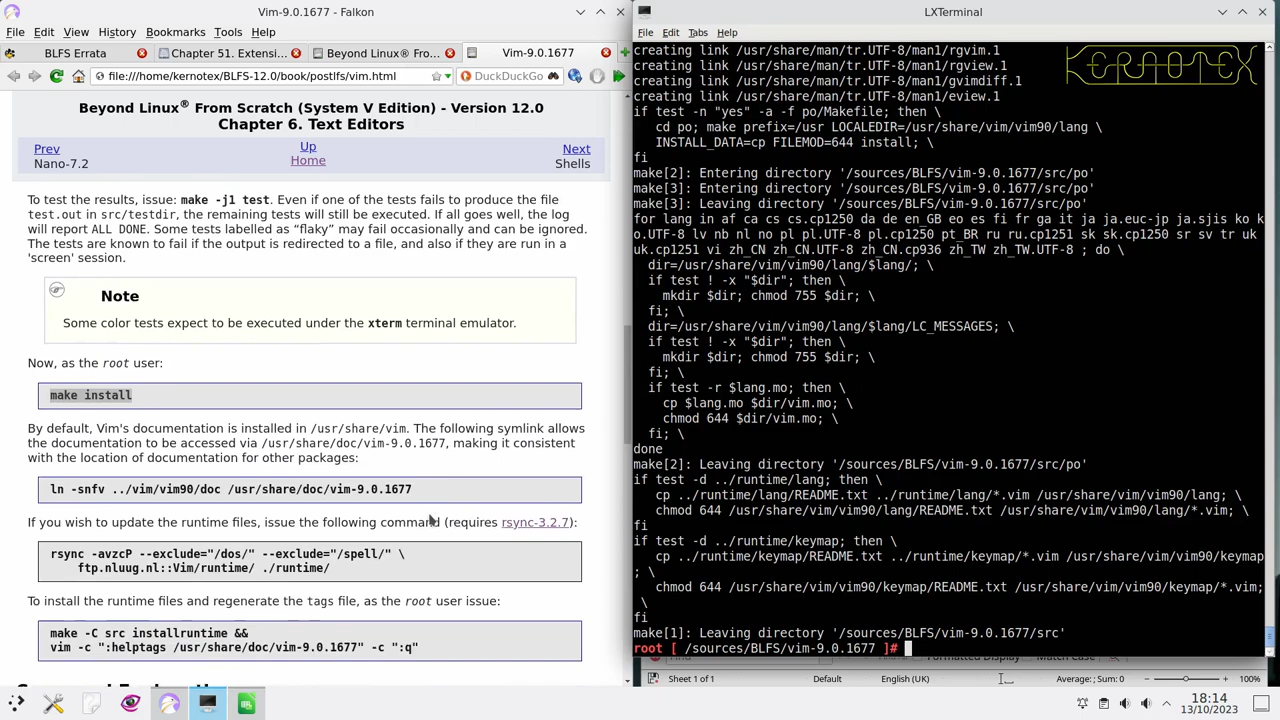 Vim-9.0.1677 - Falkon
File Edit View History Bookmarks Tools Help
BLFS Errata
Chapter 51. Extensi...
Beyond Linux® Fro...
Vim-9.0.1677
file:///home/kernotex/BLFS-12.0/book/postlfs/vim.html
DuckDuckGo
Beyond Linux® From Scratch (System V Edition) - Version 12.0
Chapter 6. Text Editors
Prev
Up
Next
Nano-7.2
Home
Shells
To test the results, issue: make -j1 test. Even if one of the tests fails to produce the file
test.out in src/testdir, the remaining tests will still be executed. If all goes well, the log
will report ALL DONE. Some tests labelled as “flaky” may fail occasionally and can be ignored.
The tests are known to fail if the output is redirected to a file, and also if they are run in a
'screen' session.
Note
Some color tests expect to be executed under the xterm terminal emulator.
Now, as the root user:
make install
By default, Vim's documentation is installed in /usr/share/vim. The following symlink allows
the documentation to be accessed via /usr/share/doc/vim-9.0.1677, making it consistent
with the location of documentation for other packages:
ln -snfv ../vim/vim90/doc /usr/share/doc/vim-9.0.1677
If you wish to update the runtime files, issue the following command (requires rsync-3.2.7):
rsync -avzcP --exclude="/dos/" --exclude="/spell/" \
ftp.nluug.nl::Vim/runtime/ ./runtime/
To install the runtime files and regenerate the tags file, as the root user issue:
make -C src installruntime &&
vim -c ":helptags /usr/share/doc/vim-9.0.1677" -c ":q"
LXTerminal
File Edit Tabs Help
KERNOTEX
creating link /usr/share/man/tr.UTF-8/man1/rgvim.1
creating link /usr/share/man/tr.UTF-8/man1/rgview.1
creating link /usr/share/man/tr.UTF-8/man1/gvimdiff.1
creating link /usr/share/man/tr.UTF-8/man1/eview.1
if test -n "yes" -a -f po/Makefile; then \
cd po; make prefix=/usr LOCALEDIR=/usr/share/vim/vim90/lang \
INSTALL_DATA=cp FILEMOD=644 install; \
fi
make[2]: Entering directory '/sources/BLFS/vim-9.0.1677/src/po'
make[3]: Entering directory '/sources/BLFS/vim-9.0.1677/src/po'
make[3]: Leaving directory '/sources/BLFS/vim-9.0.1677/src/po'
for lang in af ca cs cs.cp1250 da de en_GB eo es fi fr ga it ja ja.euc-jp ja.sjis ko k
o.UTF-8 lv nb nl no pl pl.UTF-8 pl.cp1250 pt_BR ru ru.cp1251 sk sk.cp1250 sr sv tr uk
uk.cp1251 vi zh_CN zh_CN.UTF-8 zh_CN.cp936 zh_TW zh_TW.UTF-8 ; do \
dir=/usr/share/vim/vim90/lang/$lang/; \
if test ! -x "$dir"; then \
mkdir $dir; chmod 755 $dir; \
fi; \
dir=/usr/share/vim/vim90/lang/$lang/LC_MESSAGES; \
if test ! -x "$dir"; then \
mkdir $dir; chmod 755 $dir; \
fi; \
if test -r $lang.mo; then \
cp $lang.mo $dir/vim.mo; \
chmod 644 $dir/vim.mo; \
fi; \
done
make[2]: Leaving directory '/sources/BLFS/vim-9.0.1677/src/po'
if test -d ../runtime/lang; then \
cp ../runtime/lang/README.txt ../runtime/lang/*.vim /usr/share/vim/vim90/lang; \
chmod 644 /usr/share/vim/vim90/lang/README.txt /usr/share/vim/vim90/lang/*.vim; \
fi
if test -d ../runtime/keymap; then \
cp ../runtime/keymap/README.txt ../runtime/keymap/*.vim /usr/share/vim/vim90/keymap
; \
chmod 644 /usr/share/vim/vim90/keymap/README.txt /usr/share/vim/vim90/keymap/*.vim;
\
fi
make[1]: Leaving directory '/sources/BLFS/vim-9.0.1677/src'
root [ /sources/BLFS/vim-9.0.1677 ]#
Sheet 1 of 1
Default
English (UK)
Average: ; Sum: 0
100%
18:14
13/10/2023